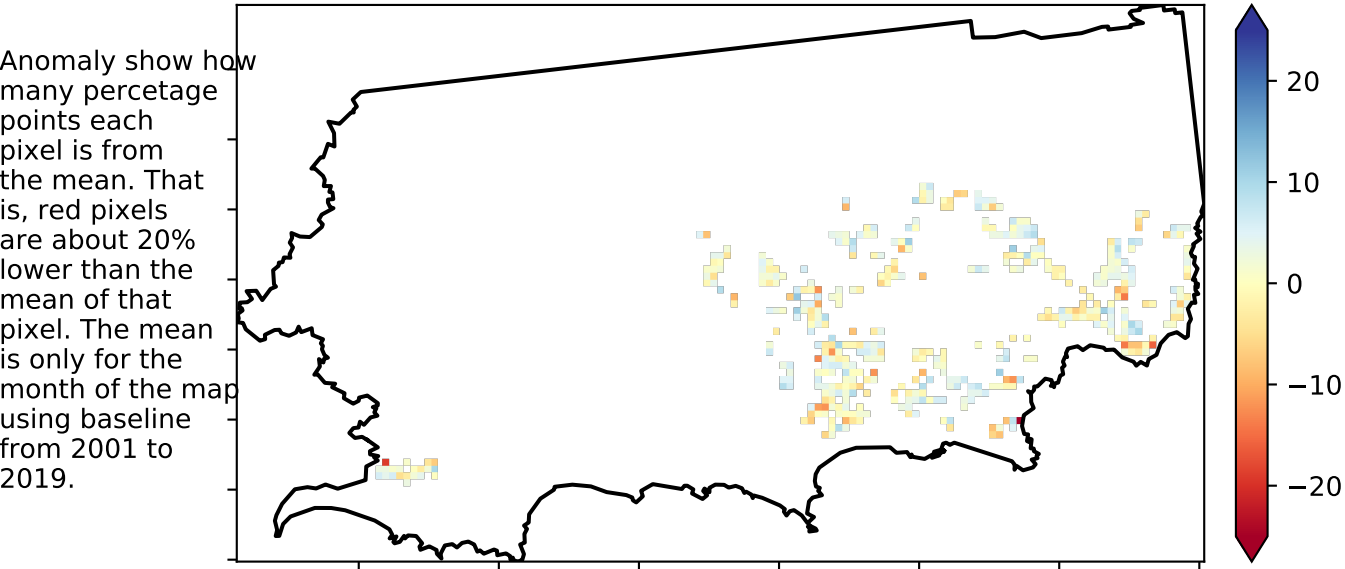 Anomaly show how
many percetage
points each
pixel is from
the mean. That
is, red pixels
are about 20%
lower than the
mean of that
pixel. The mean
is only for the
month of the map
using baseline
from 2001 to
2019.
20
10
0
−10
−20